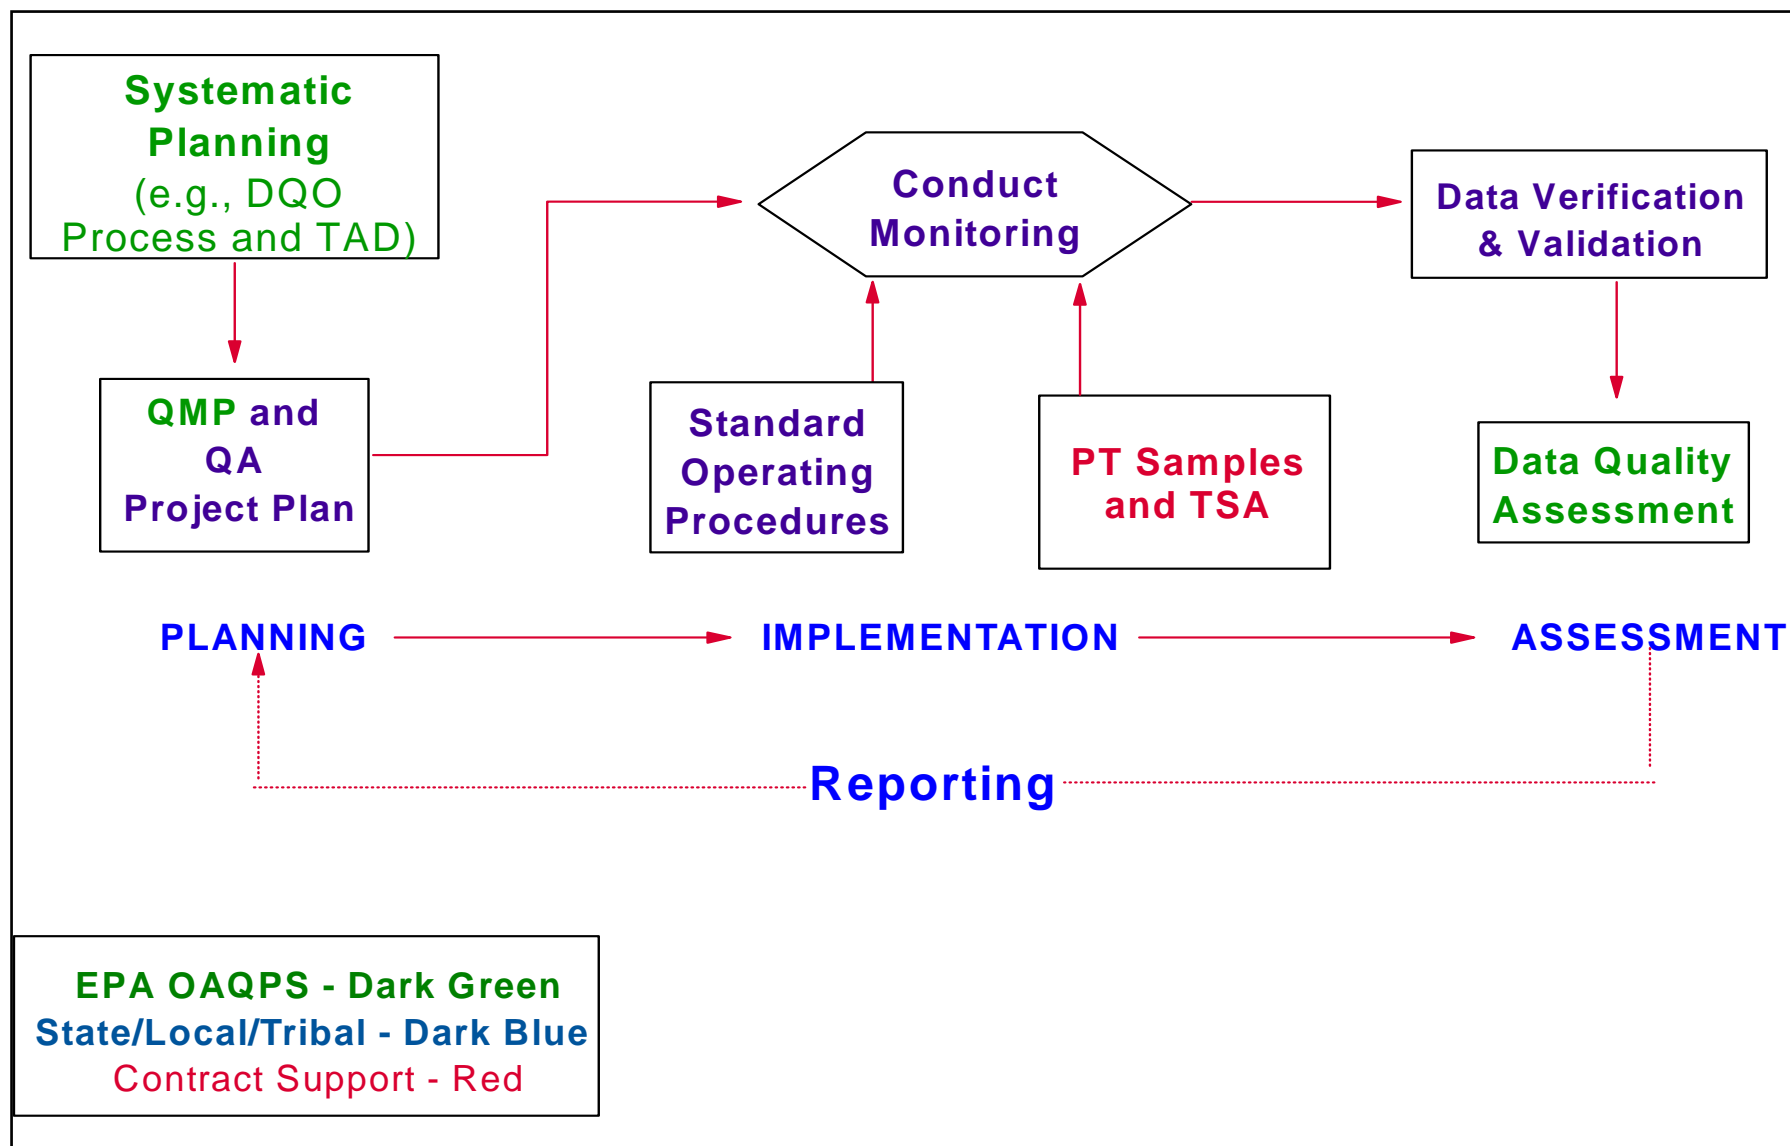 Systematic
Planning
(e.g., DQO
Process and TAD)
Conduct
Monitoring
Data Verification
& Validation
QMP and
QA
Project Plan
Standard
Operating
Procedures
PT Samples
and TSA
Data Quality
Assessment
PLANNING
IMPLEMENTATION
ASSESSMENT
Reporting
EPA OAQPS - Dark Green
State/Local/Tribal - Dark Blue
Contract Support - Red